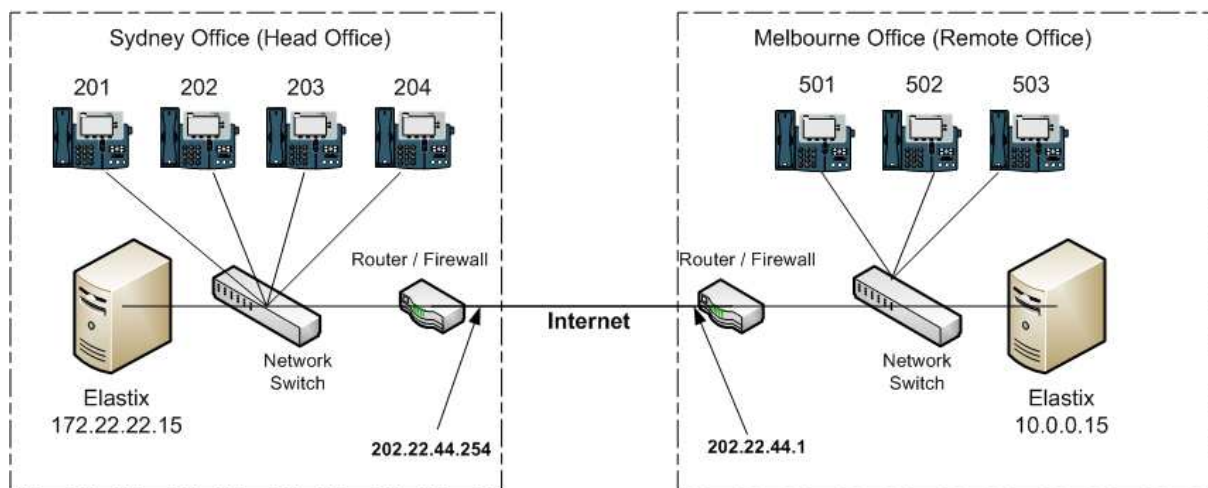 Sydney Office (Head Office)
201
202
203
204
Router / Firewall
Network
Switch
Elastix
172.22.22.15
202.22.44.254
Internet
Melbourne Office (Remote Office)
501
502
503
Router / Firewall
Network
Switch
Elastix
10.0.0.15
202.22.44.1